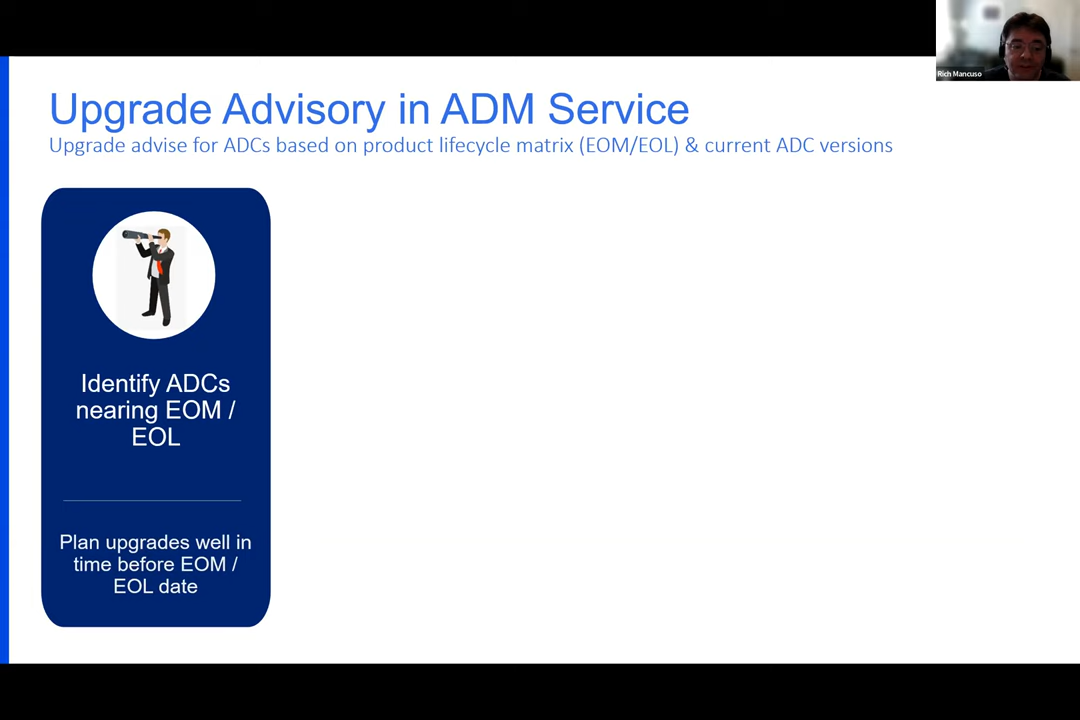 Rich Mancuso
Upgrade Advisory in ADM Service
Upgrade advise for ADCs based on product lifecycle matrix (EOM/EOL) & current ADC versions
Identify ADCs
nearing EOM /
EOL
Plan upgrades well in
time before EOM /
EOL date